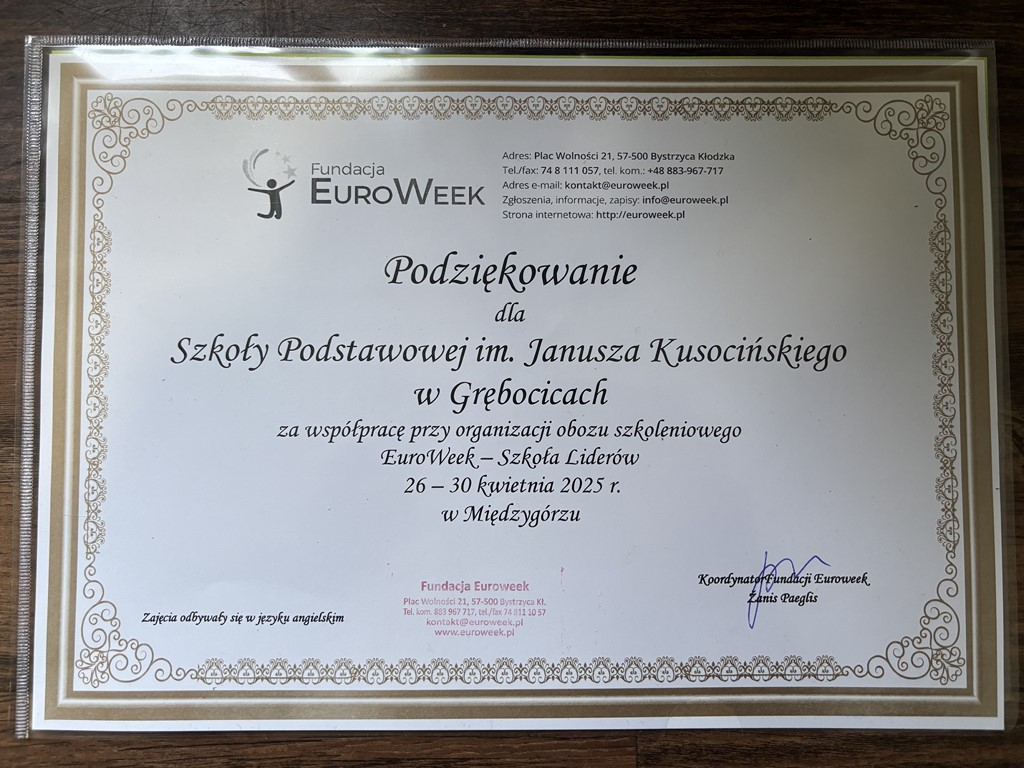 Fundacja
EUROWEEK
Adres: Plac Wolności 21, 57-500 Bystrzyca Kłodzka
Tel./fax: 74 8 111 057, tel. kom.: +48 883-967-717
Adres e-mail: kontakt@euroweek.pl
Zgłoszenia, informacje, zapisy: info@euroweek.pl
Strona internetowa: http://euroweek.pl
Podziękowanie
dla
Szkoły Podstawowej im. Janusza Kusocińskiego
w Grębocicach
za współpracę przy organizacji obozu szkoleniowego
EuroWeek – Szkoła Liderów
26 – 30 kwietnia 2025 r.
w Międzygórzu
Koordynator Fundacji Euroweek
Žanis Paeglis
Fundacja Euroweek
Plac Wolności 21, 57-500 Bystrzyca Kł.
Tel. kom. 883 967 717, tel./fax 74 811 10 57
kontakt@euroweek.pl
www.euroweek.pl
Zajęcia odbywały się w języku angielskim